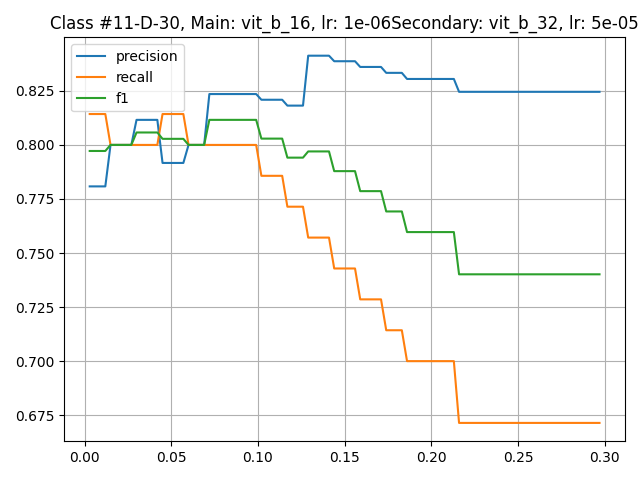 Class #11-D-30, Main: vit_b_16, lr: 1e-06Secondary: vit_b_32, lr: 5e-05
precision
recall
f1
0.825
0.800
0.775
0.750
0.725
0.700
0.675
0.00 0.05 0.10 0.15 0.20 0.25 0.30